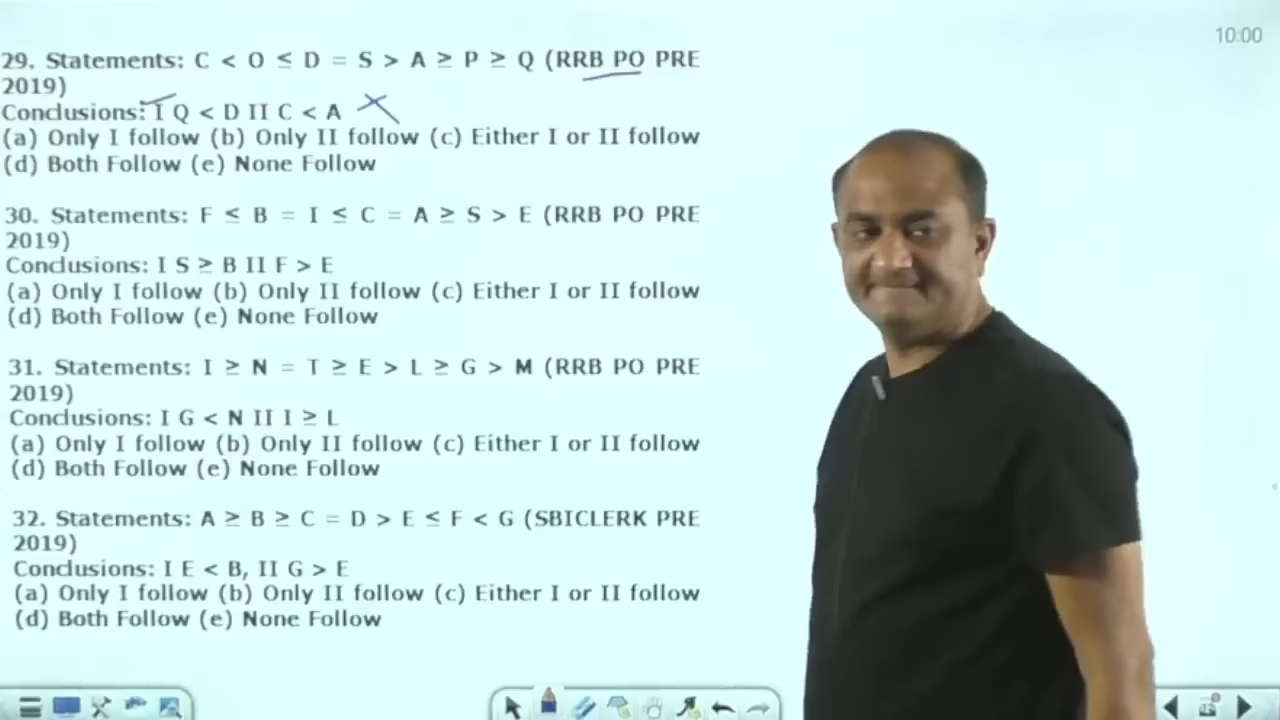 10:00
29. Statements: C < O ≤ D = S > A ≥ P ≥ Q (RRB PO PRE
2019)
Conclusions: I Q < D II C < A
(a) Only I follow (b) Only II follow (c) Either I or II follow
(d) Both Follow (e) None Follow
30. Statements: F ≤ B = I ≤ C = A ≥ S > E (RRB PO PRE
2019)
Conclusions: I S ≥ B II F > E
(a) Only I follow (b) Only II follow (c) Either I or II follow
(d) Both Follow (e) None Follow
31. Statements: I ≥ N = T ≥ E > L ≥ G > M (RRB PO PRE
2019)
Conclusions: I G < N II I ≥ L
(a) Only I follow (b) Only II follow (c) Either I or II follow
(d) Both Follow (e) None Follow
32. Statements: A ≥ B ≥ C = D > E ≤ F < G (SBICLERK PRE
2019)
Conclusions: I E < B, II G > E
(a) Only I follow (b) Only II follow (c) Either I or II follow
(d) Both Follow (e) None Follow